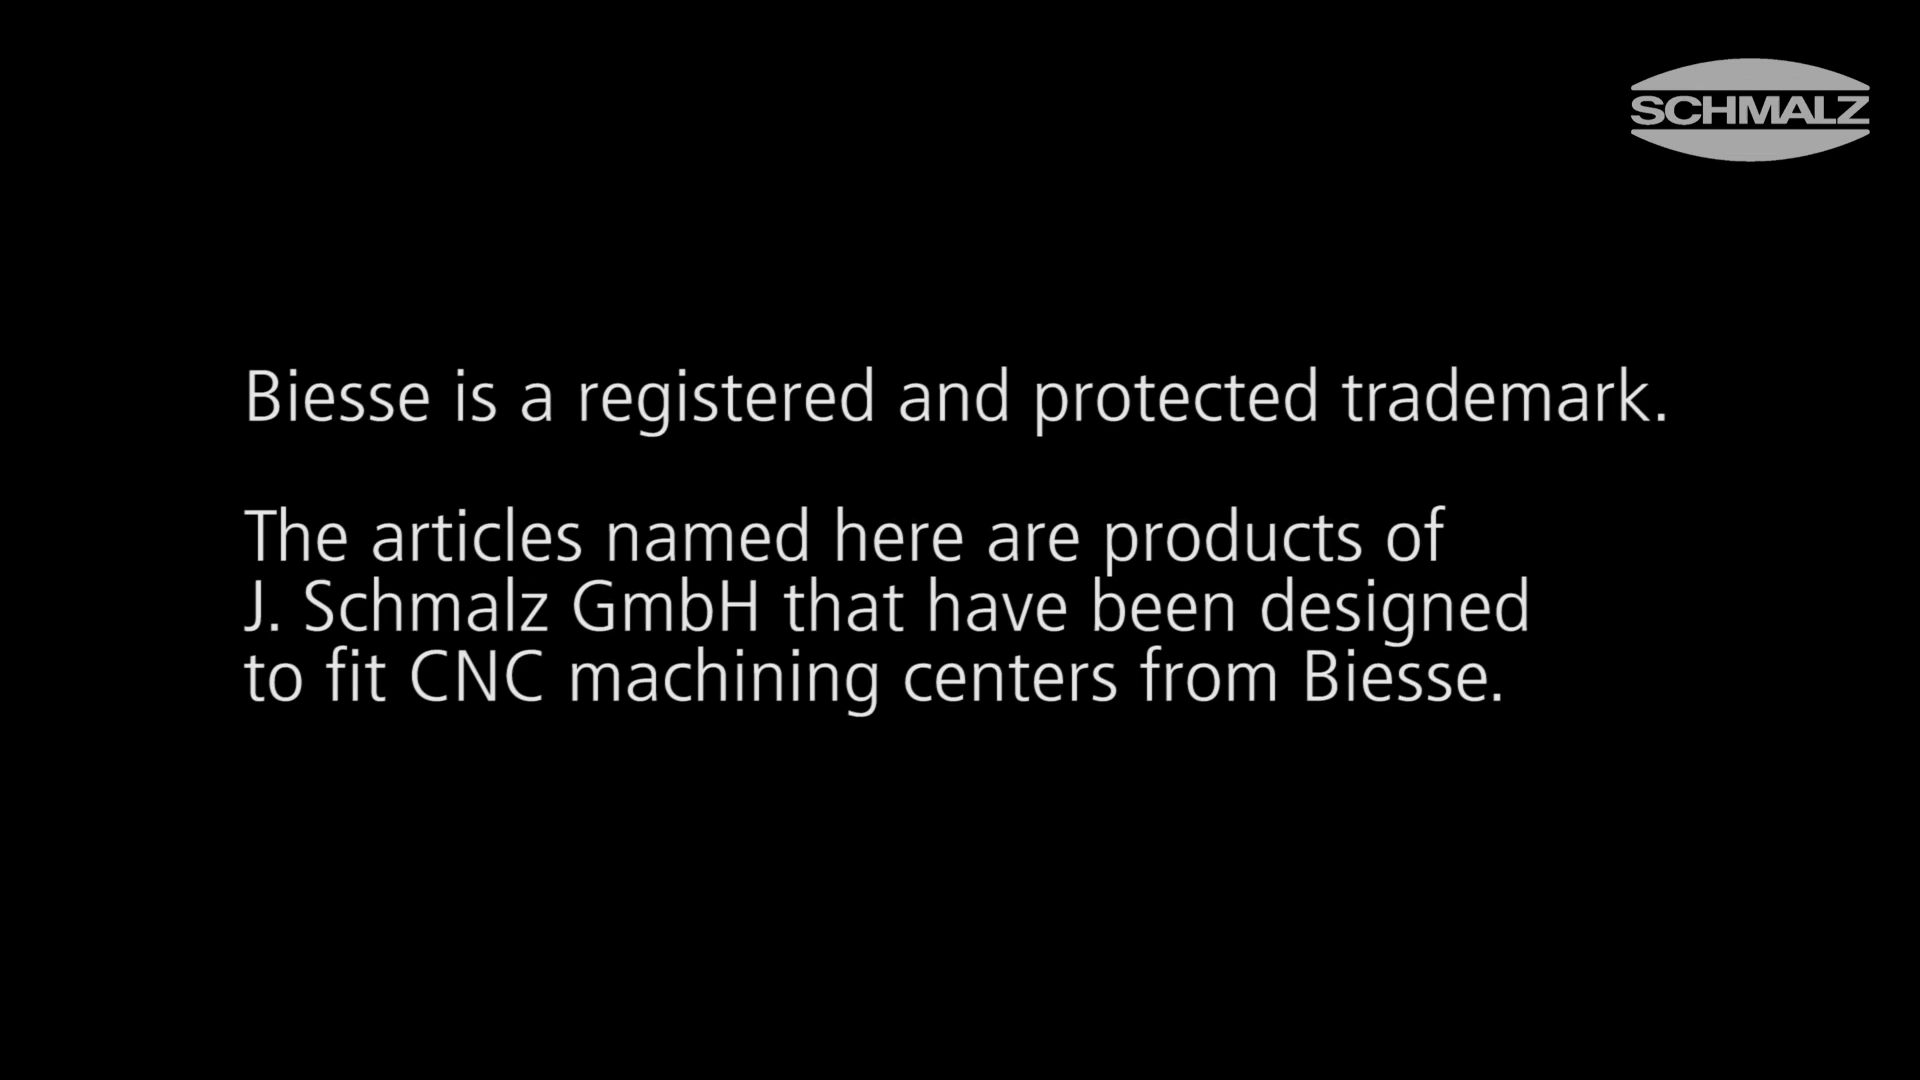 SCHMALZ
Biesse is a registered and protected trademark.
The articles named here are products of
J. Schmalz GmbH that have been designed
to fit CNC machining centers from Biesse.